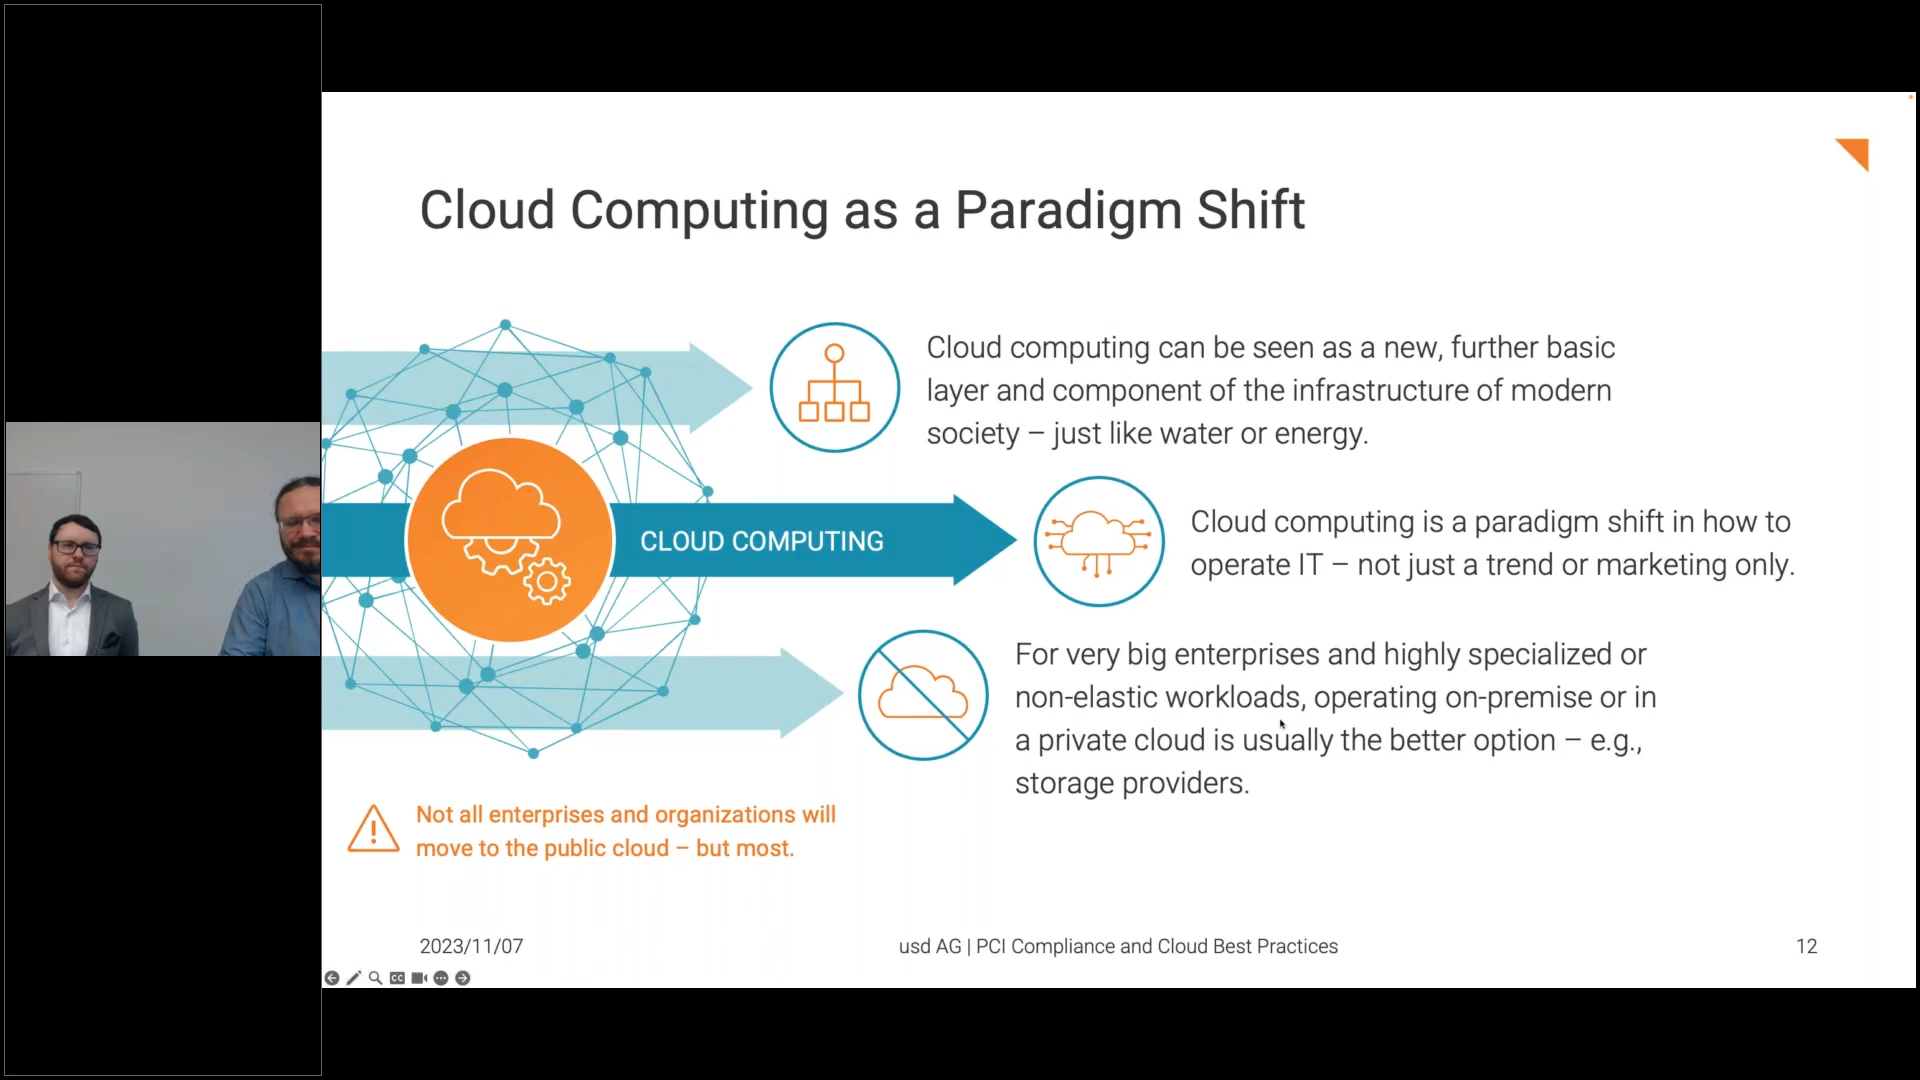 Cloud Computing as a Paradigm Shift
Cloud computing can be seen as a new, further basic
layer and component of the infrastructure of modern
society – just like water or energy.
CLOUD COMPUTING
Cloud computing is a paradigm shift in how to
operate IT – not just a trend or marketing only.
For very big enterprises and highly specialized or
non-elastic workloads, operating on-premise or in
a private cloud is usually the better option – e.g.,
storage providers.
Not all enterprises and organizations will
move to the public cloud – but most.
2023/11/07
usd AG | PCI Compliance and Cloud Best Practices
12
CC